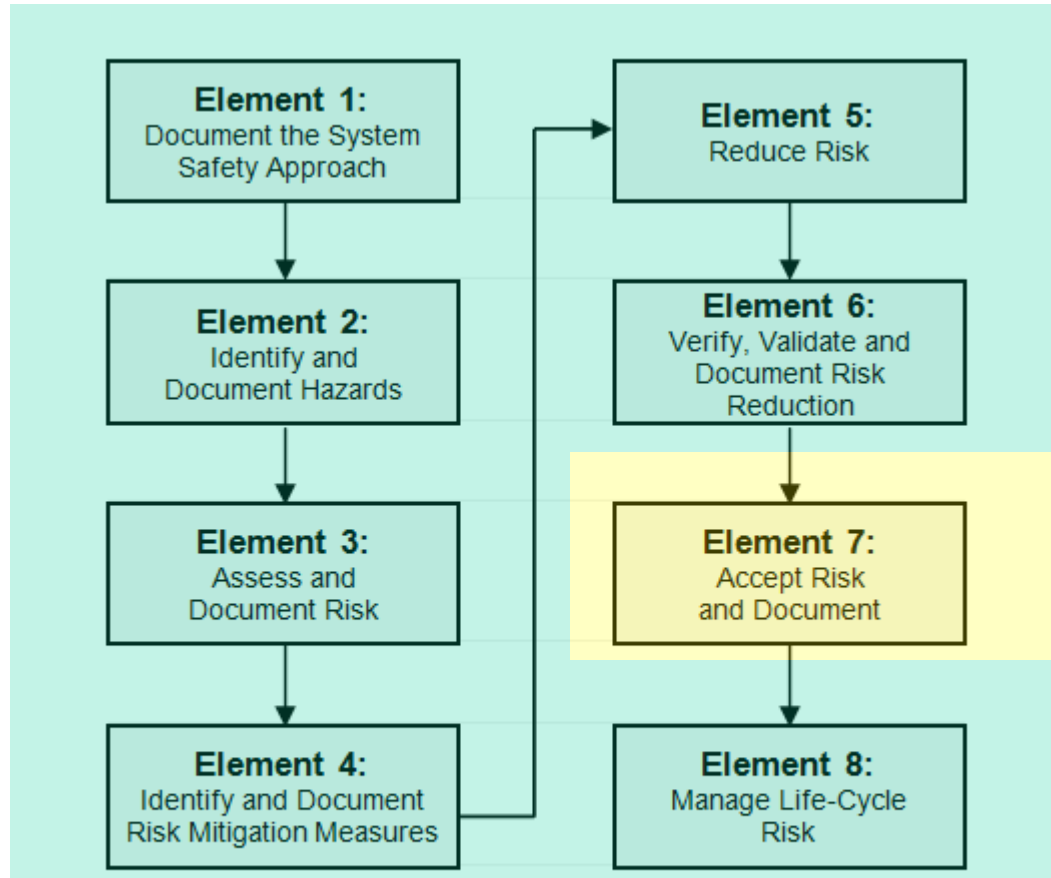 Element 1:
Document the System
Safety Approach
Element 2:
Identify and
Document Hazards
Element 3:
Assess and
Document Risk
Element 4:
Identify and Document
Risk Mitigation Measures
Element 5:
Reduce Risk
Element 6:
Verify, Validate and
Document Risk
Reduction
Element 7:
Accept Risk
and Document
Element 8:
Manage Life-Cycle
Risk